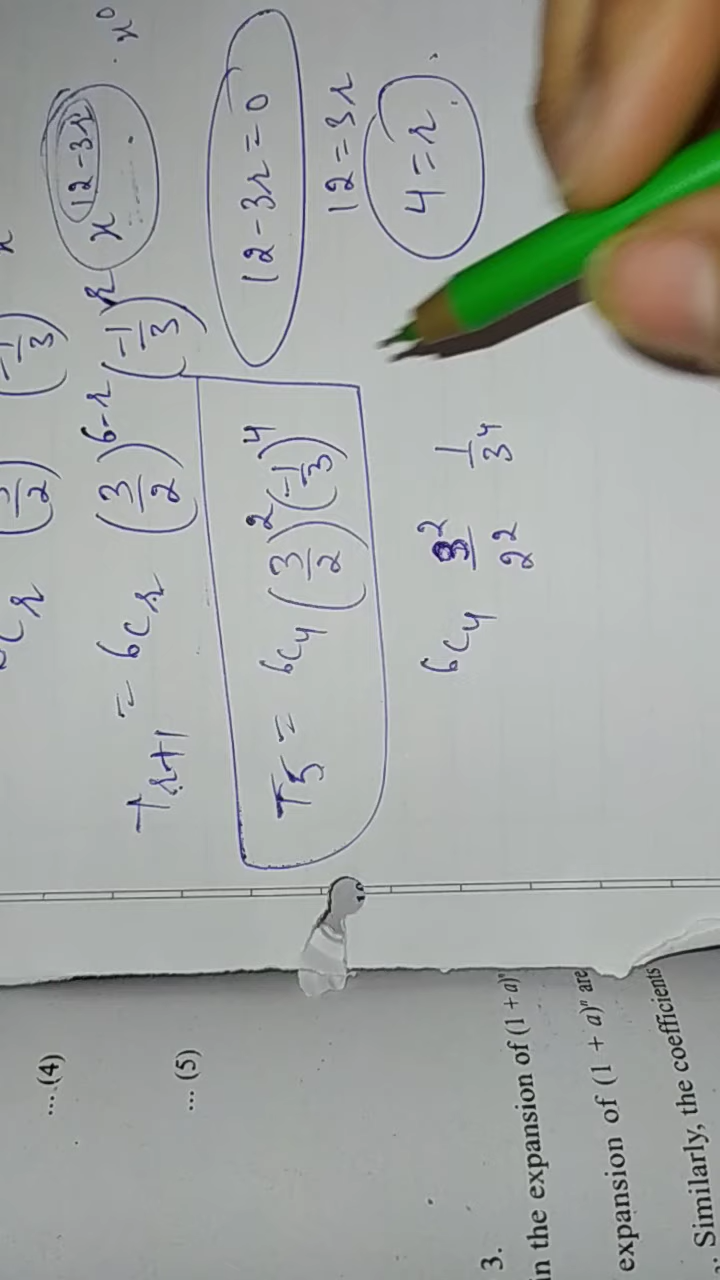 T_{r+1} = ⁶C_r (3/2)^{6-r} (-1/3)^r x^{12-3r} . x⁰
12-3r=0
12=3r
4=r.
T₅ = ⁶C₄ (3/2)² (-1/3)⁴
⁶C₄ 3²/2² 1/3⁴
... (4)
... (5)
3.
n the expansion of (1 + a)ⁿ
expansion of (1 + a)ⁿ are
. Similarly, the coefficients